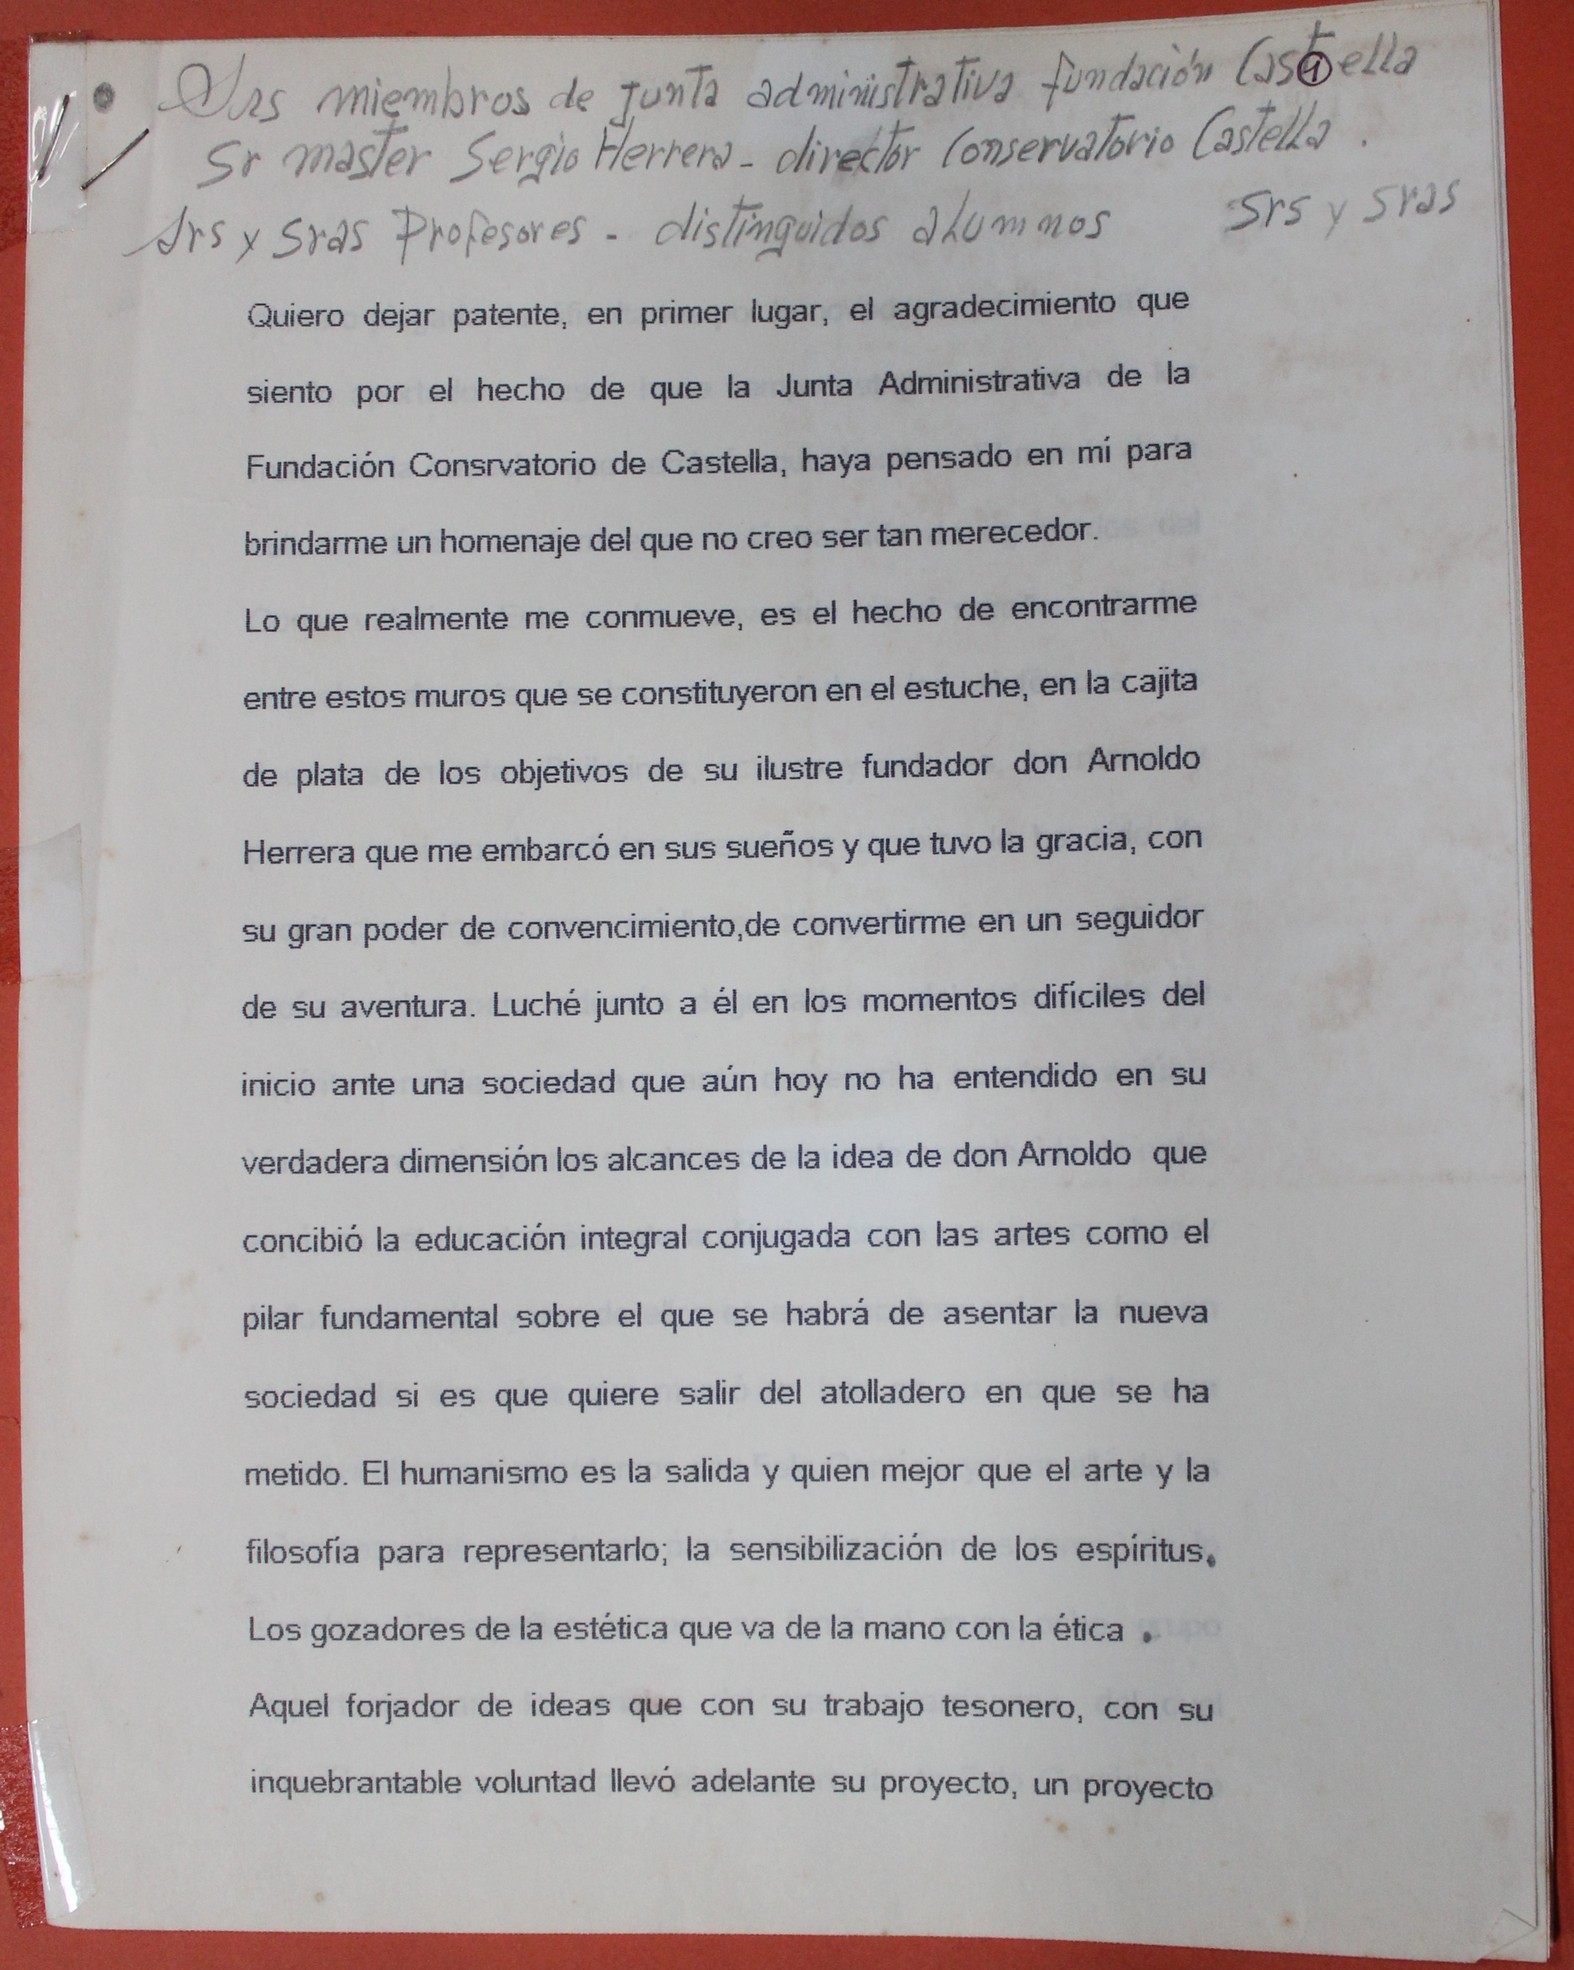 Srs miembros de junta administrativa fundación Castella
1
Sr master Sergio Herrera - director Conservatorio Castella.
Srs y sras Profesores - distinguidos alumnos srs y sras
Quiero dejar patente, en primer lugar, el agradecimiento que
siento por el hecho de que la Junta Administrativa de la
Fundación Consrvatorio de Castella, haya pensado en mí para
brindarme un homenaje del que no creo ser tan merecedor.
Lo que realmente me conmueve, es el hecho de encontrarme
entre estos muros que se constituyeron en el estuche, en la cajita
de plata de los objetivos de su ilustre fundador don Arnoldo
Herrera que me embarcó en sus sueños y que tuvo la gracia, con
su gran poder de convencimiento,de convertirme en un seguidor
de su aventura. Luché junto a él en los momentos difíciles del
inicio ante una sociedad que aún hoy no ha entendido en su
verdadera dimensión los alcances de la idea de don Arnoldo que
concibió la educación integral conjugada con las artes como el
pilar fundamental sobre el que se habrá de asentar la nueva
sociedad si es que quiere salir del atolladero en que se ha
metido. El humanismo es la salida y quien mejor que el arte y la
filosofía para representarlo; la sensibilización de los espíritus.
Los gozadores de la estética que va de la mano con la ética .
Aquel forjador de ideas que con su trabajo tesonero, con su
inquebrantable voluntad llevó adelante su proyecto, un proyecto